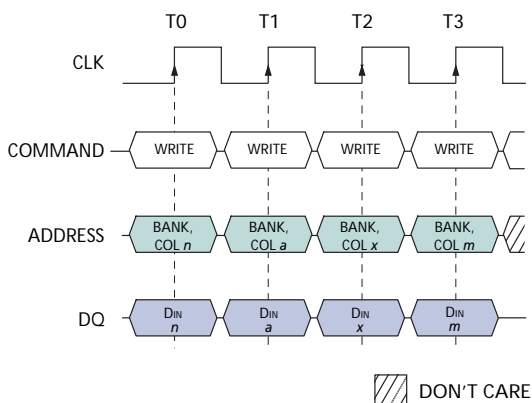 T0 T1 T2 T3
CLK
COMMAND WRITE WRITE WRITE WRITE
ADDRESS BANK, COL n BANK, COL a BANK, COL x BANK, COL m
DQ DIN n DIN a DIN x DIN m
DON'T CARE